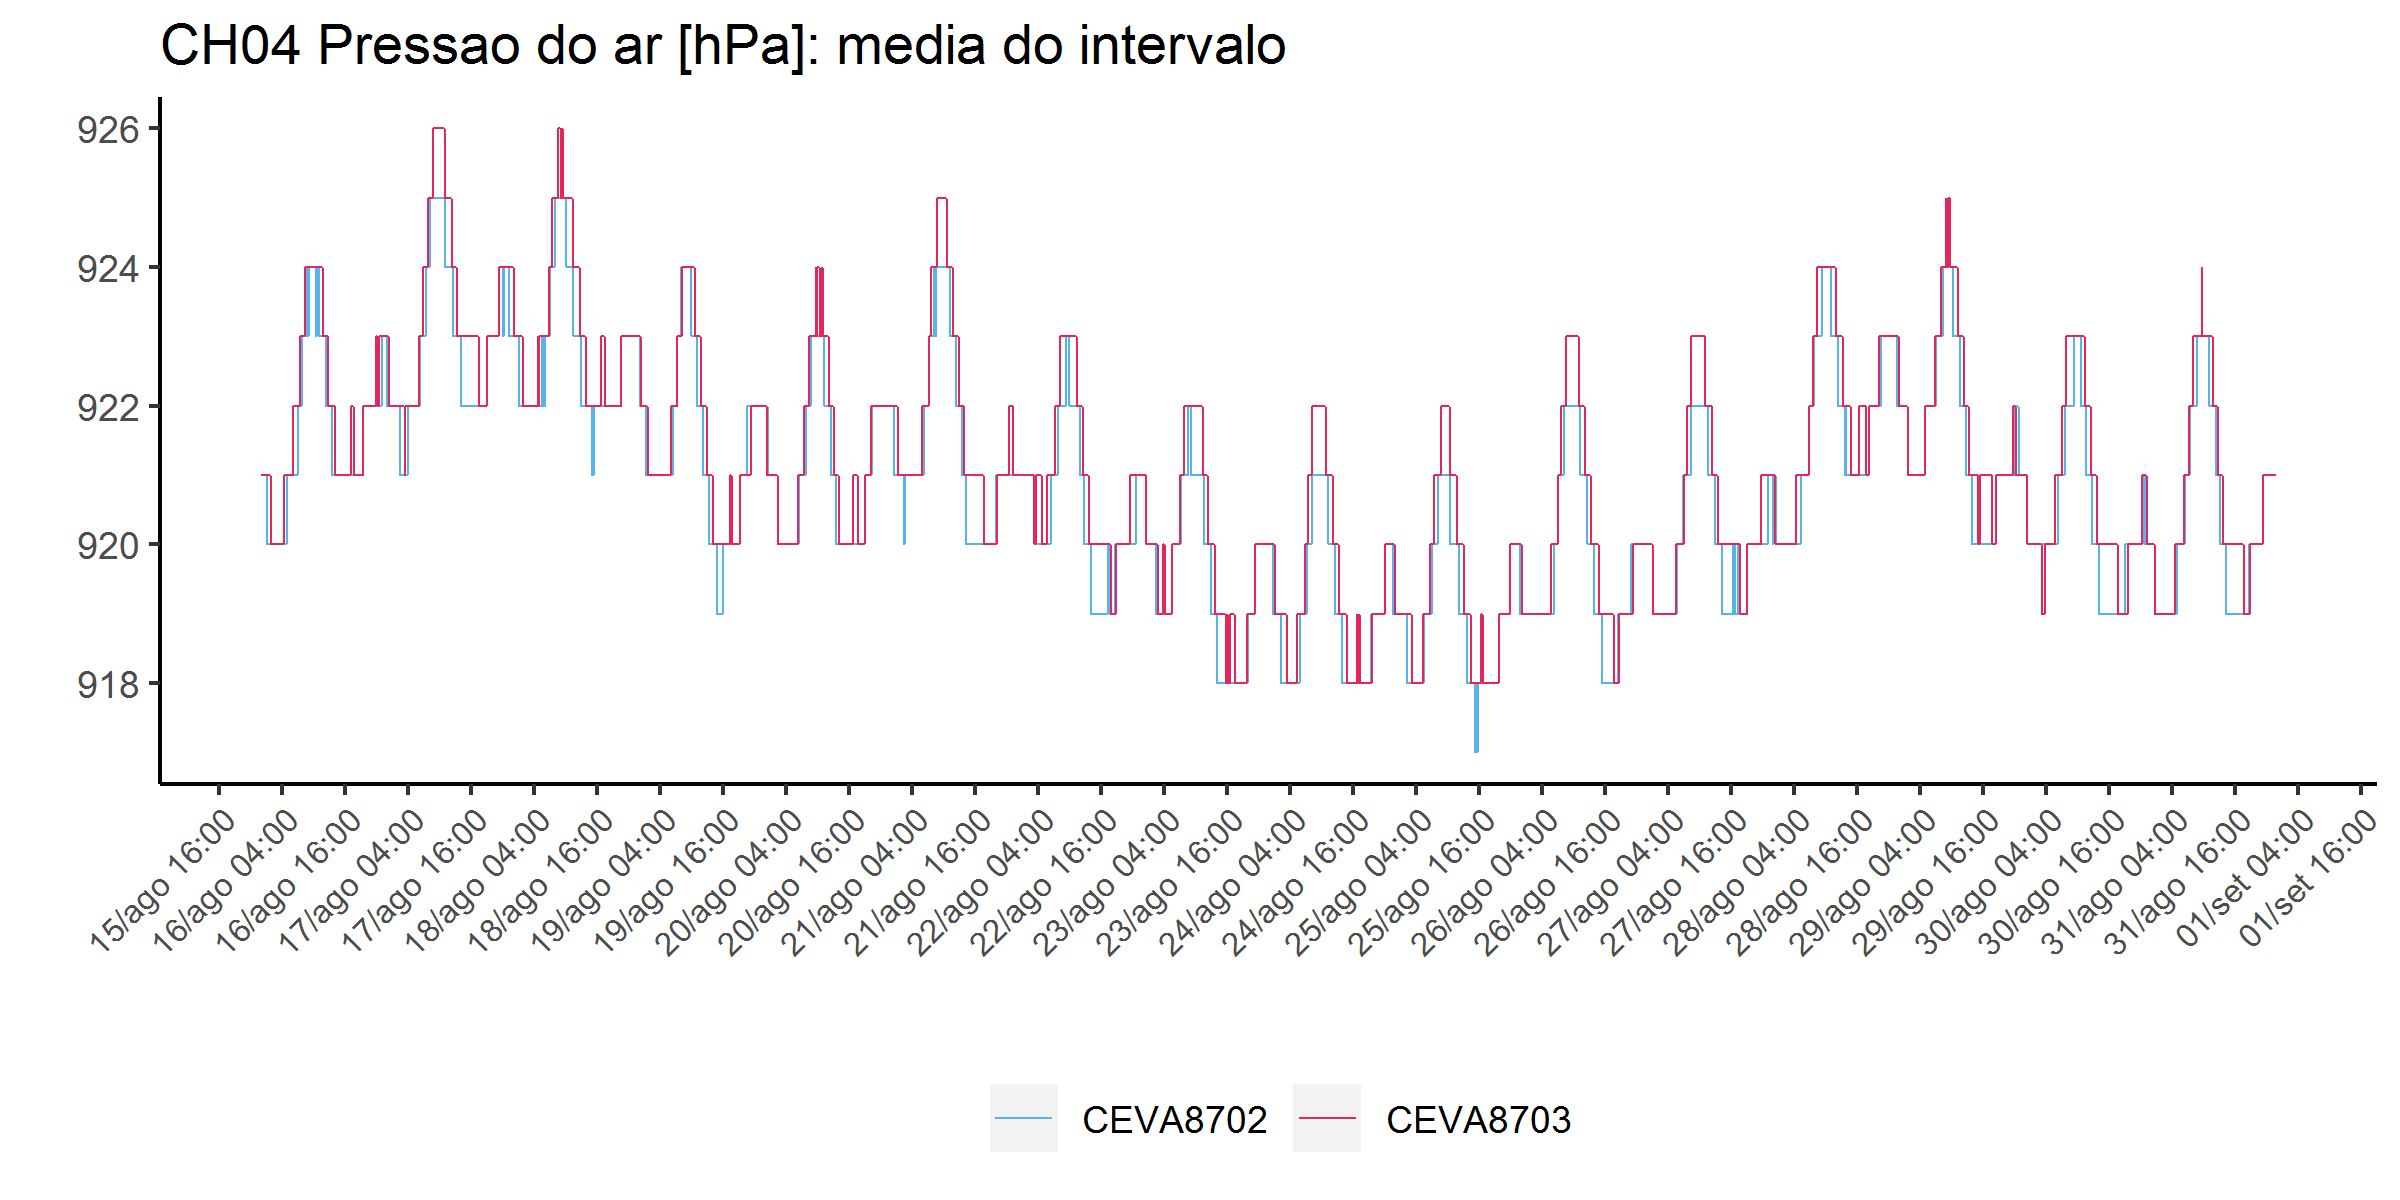 CH04 Pressao do ar [hPa]: media do intervalo
926
924
922
920
918
15/ago 16:00
16/ago 04:00
16/ago 16:00
17/ago 04:00
17/ago 16:00
18/ago 04:00
18/ago 16:00
19/ago 04:00
19/ago 16:00
20/ago 04:00
20/ago 16:00
21/ago 04:00
21/ago 16:00
22/ago 04:00
22/ago 16:00
23/ago 04:00
23/ago 16:00
24/ago 04:00
24/ago 16:00
25/ago 04:00
25/ago 16:00
26/ago 04:00
26/ago 16:00
27/ago 04:00
27/ago 16:00
28/ago 04:00
28/ago 16:00
29/ago 04:00
29/ago 16:00
30/ago 04:00
30/ago 16:00
31/ago 04:00
31/ago 16:00
01/set 04:00
01/set 16:00
CEVA8702 CEVA8703